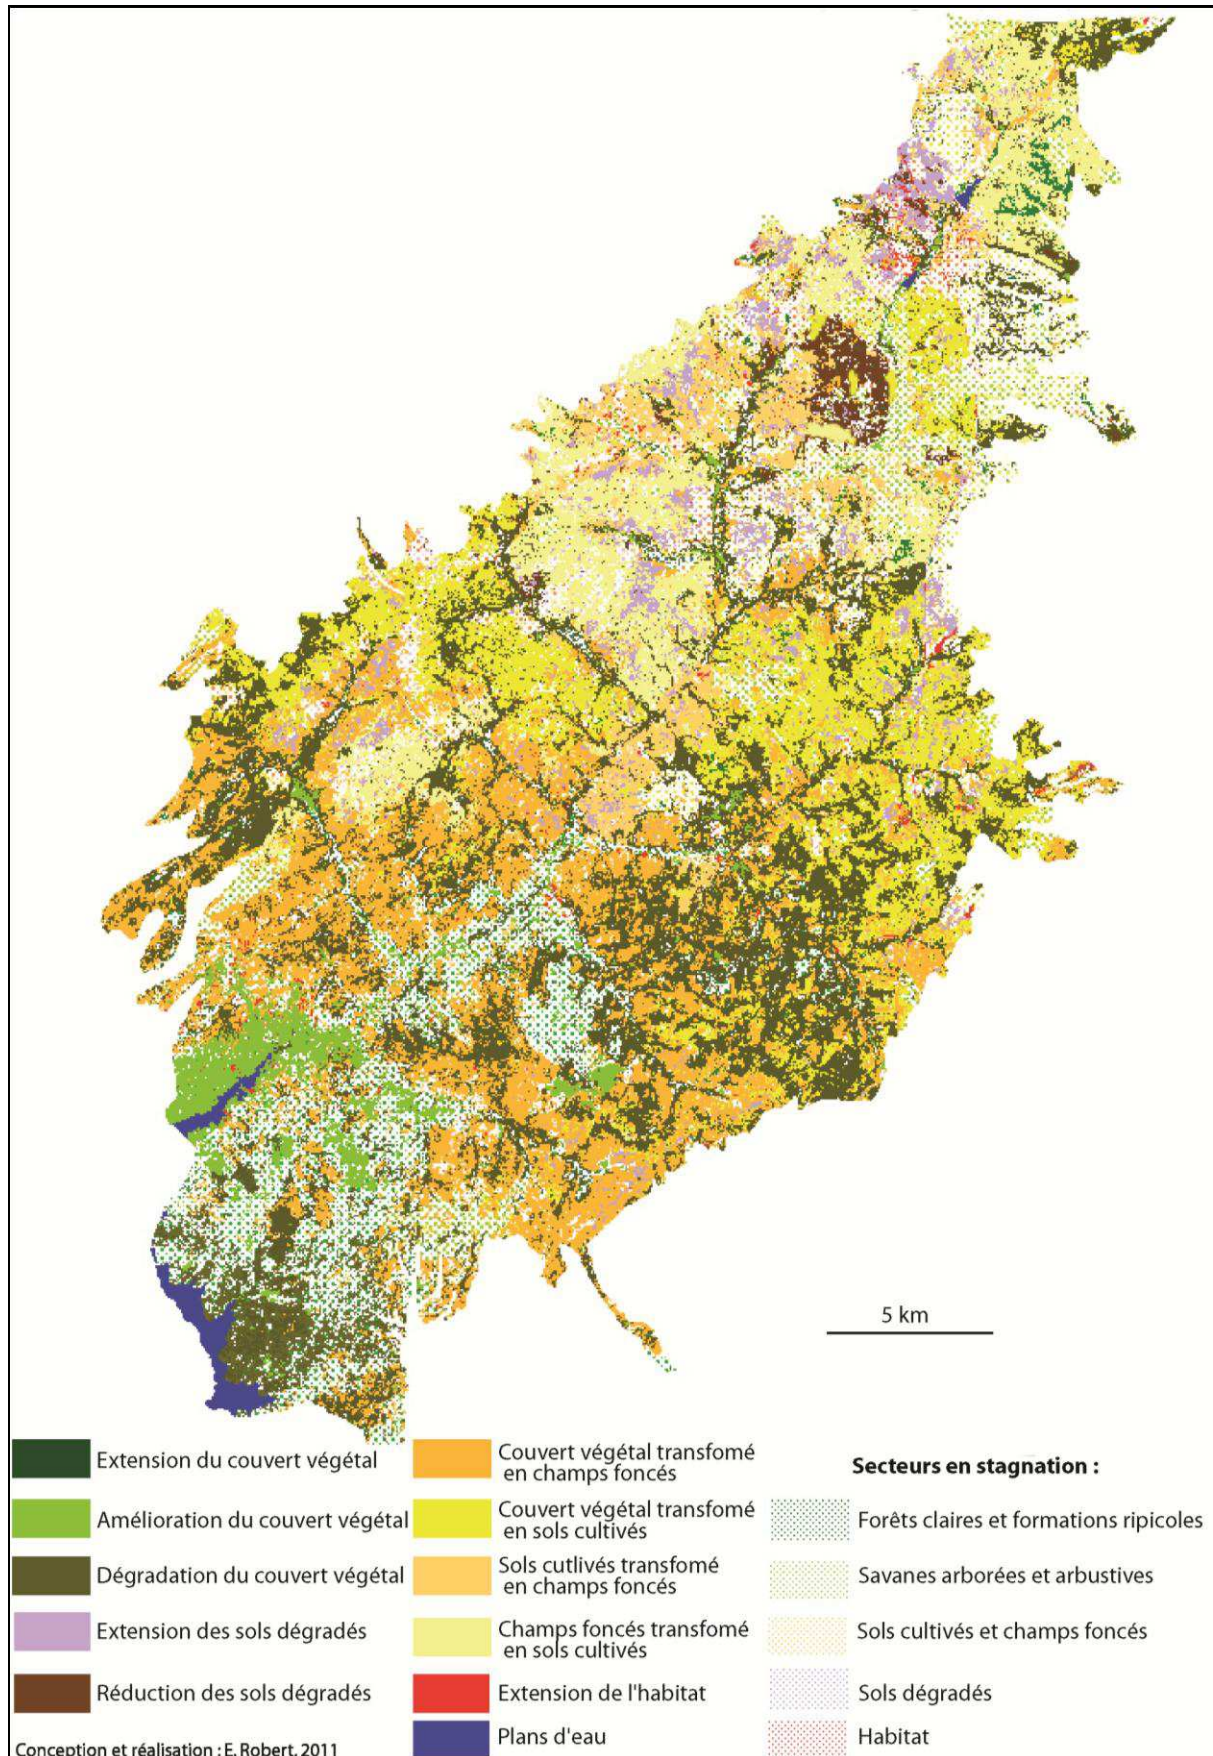 5 km
Extension du couvert végétal
Amélioration du couvert végétal
Dégradation du couvert végétal
Extension des sols dégradés
Réduction des sols dégradés
Conception et réalisation : E. Robert, 2011
Couvert végétal transfomé
en champs foncés
Couvert végétal transfomé
en sols cultivés
Sols cutlivés transfomé
en champs foncés
Champs foncés transfomé
en sols cultivés
Extension de l'habitat
Plans d'eau
Secteurs en stagnation :
Forêts claires et formations ripicoles
Savanes arborées et arbustives
Sols cultivés et champs foncés
Sols dégradés
Habitat